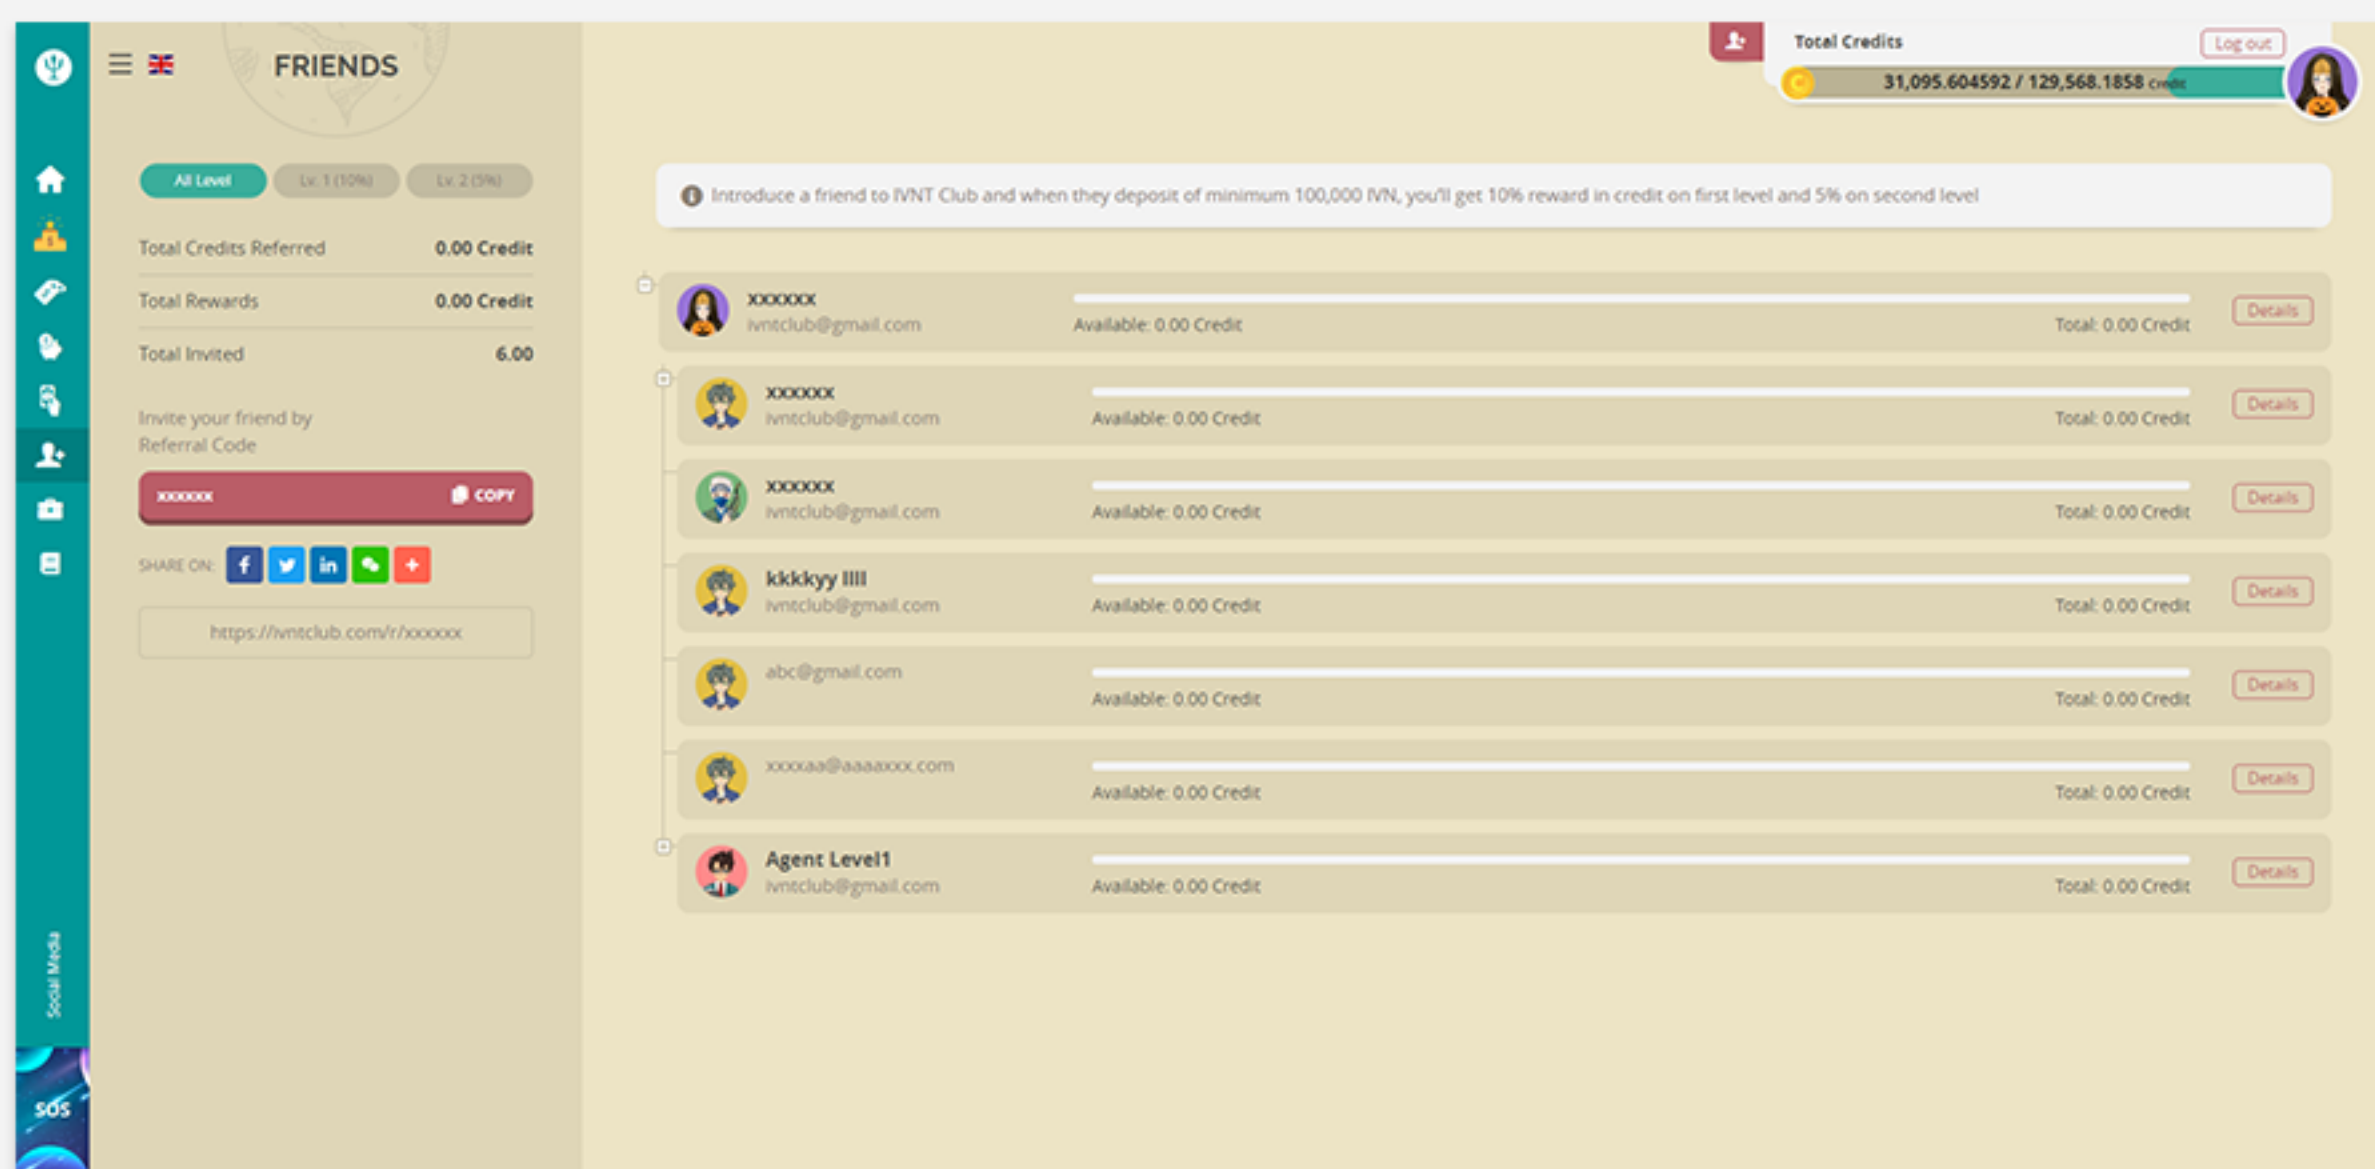 FRIENDS
Total Credits
Log out
31,095.604592 / 129,568.1858 Credit
All Level
Lv. 1 (10%)
Lv. 2 (5%)
Total Credits Referred 0.00 Credit
Total Rewards 0.00 Credit
Total Invited 6.00
Invite your friend by
Referral Code
xxxxxx COPY
SHARE ON:
https://ivntclub.com/r/xxxxxx
Social Media
SOS
Introduce a friend to IVNT Club and when they deposit of minimum 100,000 IVN, you'll get 10% reward in credit on first level and 5% on second level
xxxxxx
ivntclub@gmail.com
Available: 0.00 Credit
Total: 0.00 Credit
Details
xxxxxx
ivntclub@gmail.com
Available: 0.00 Credit
Total: 0.00 Credit
Details
xxxxxx
ivntclub@gmail.com
Available: 0.00 Credit
Total: 0.00 Credit
Details
kkkkyy llll
ivntclub@gmail.com
Available: 0.00 Credit
Total: 0.00 Credit
Details
abc@gmail.com
Available: 0.00 Credit
Total: 0.00 Credit
Details
xxxxaa@aaaaxxx.com
Available: 0.00 Credit
Total: 0.00 Credit
Details
Agent Level1
ivntclub@gmail.com
Available: 0.00 Credit
Total: 0.00 Credit
Details